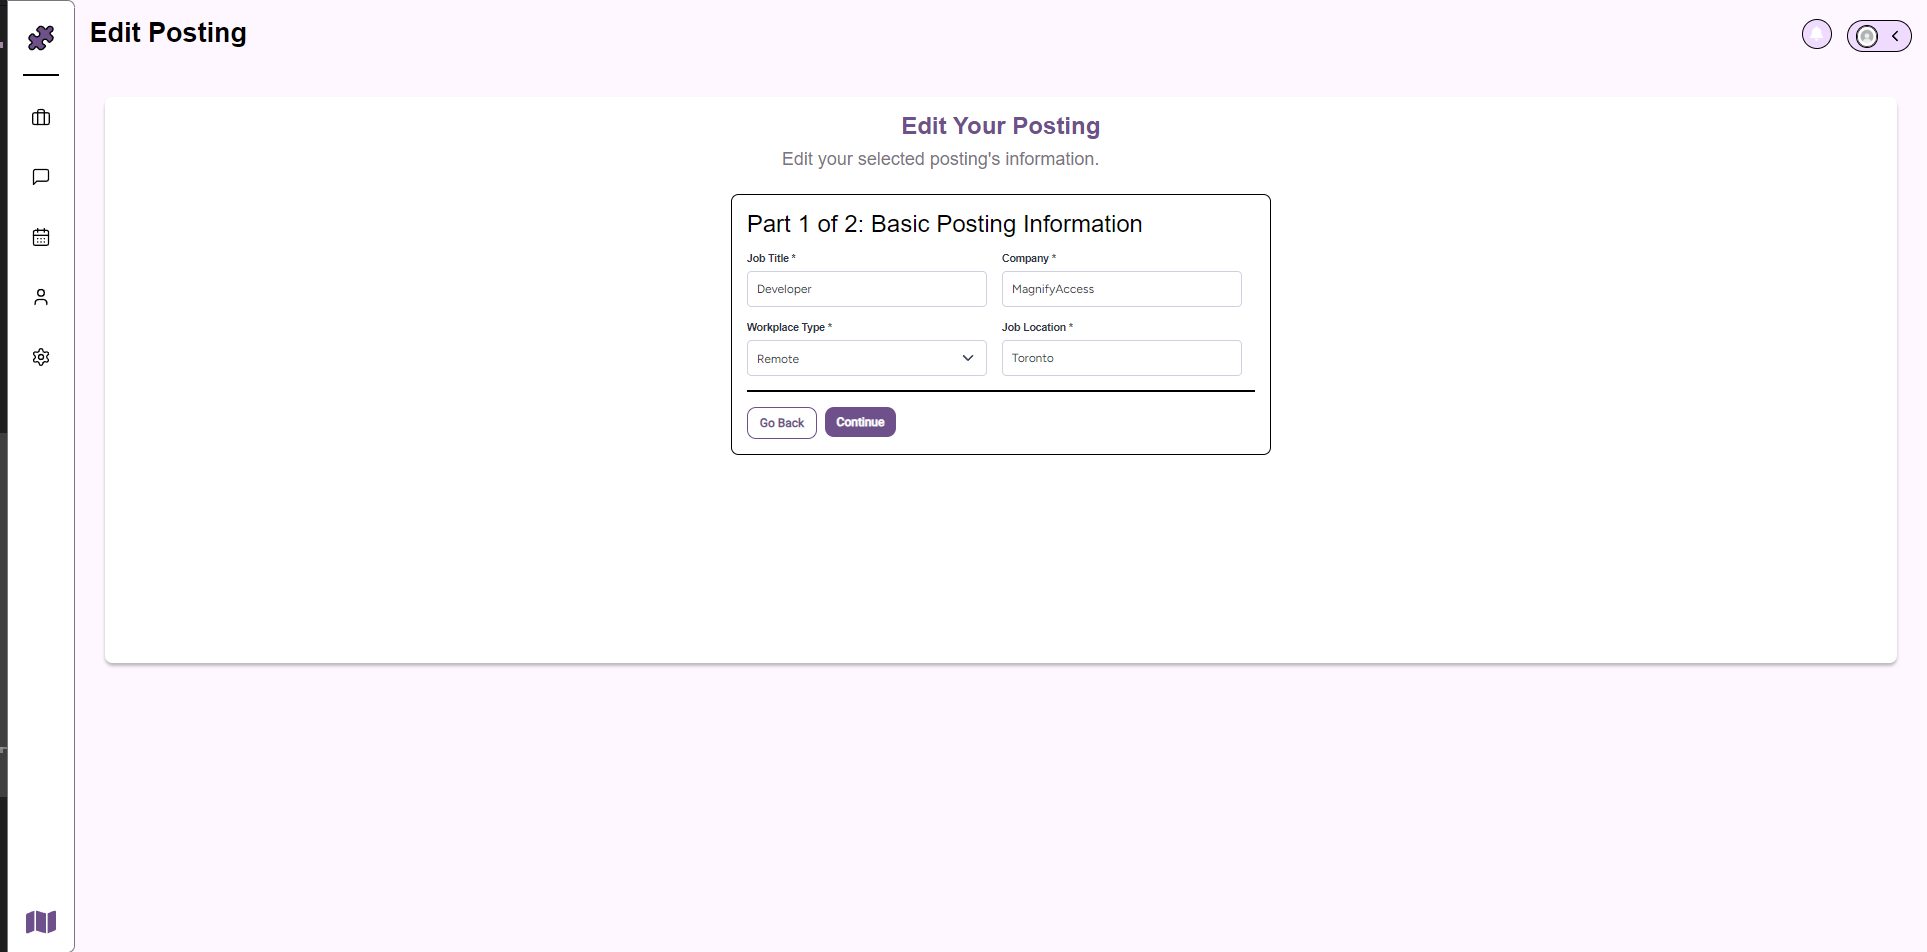 Edit Posting
Edit Your Posting
Edit your selected posting's information.
Part 1 of 2: Basic Posting Information
Job Title * Company *
Developer MagnifyAccess
Workplace Type * Job Location *
Remote Toronto
Go Back Continue